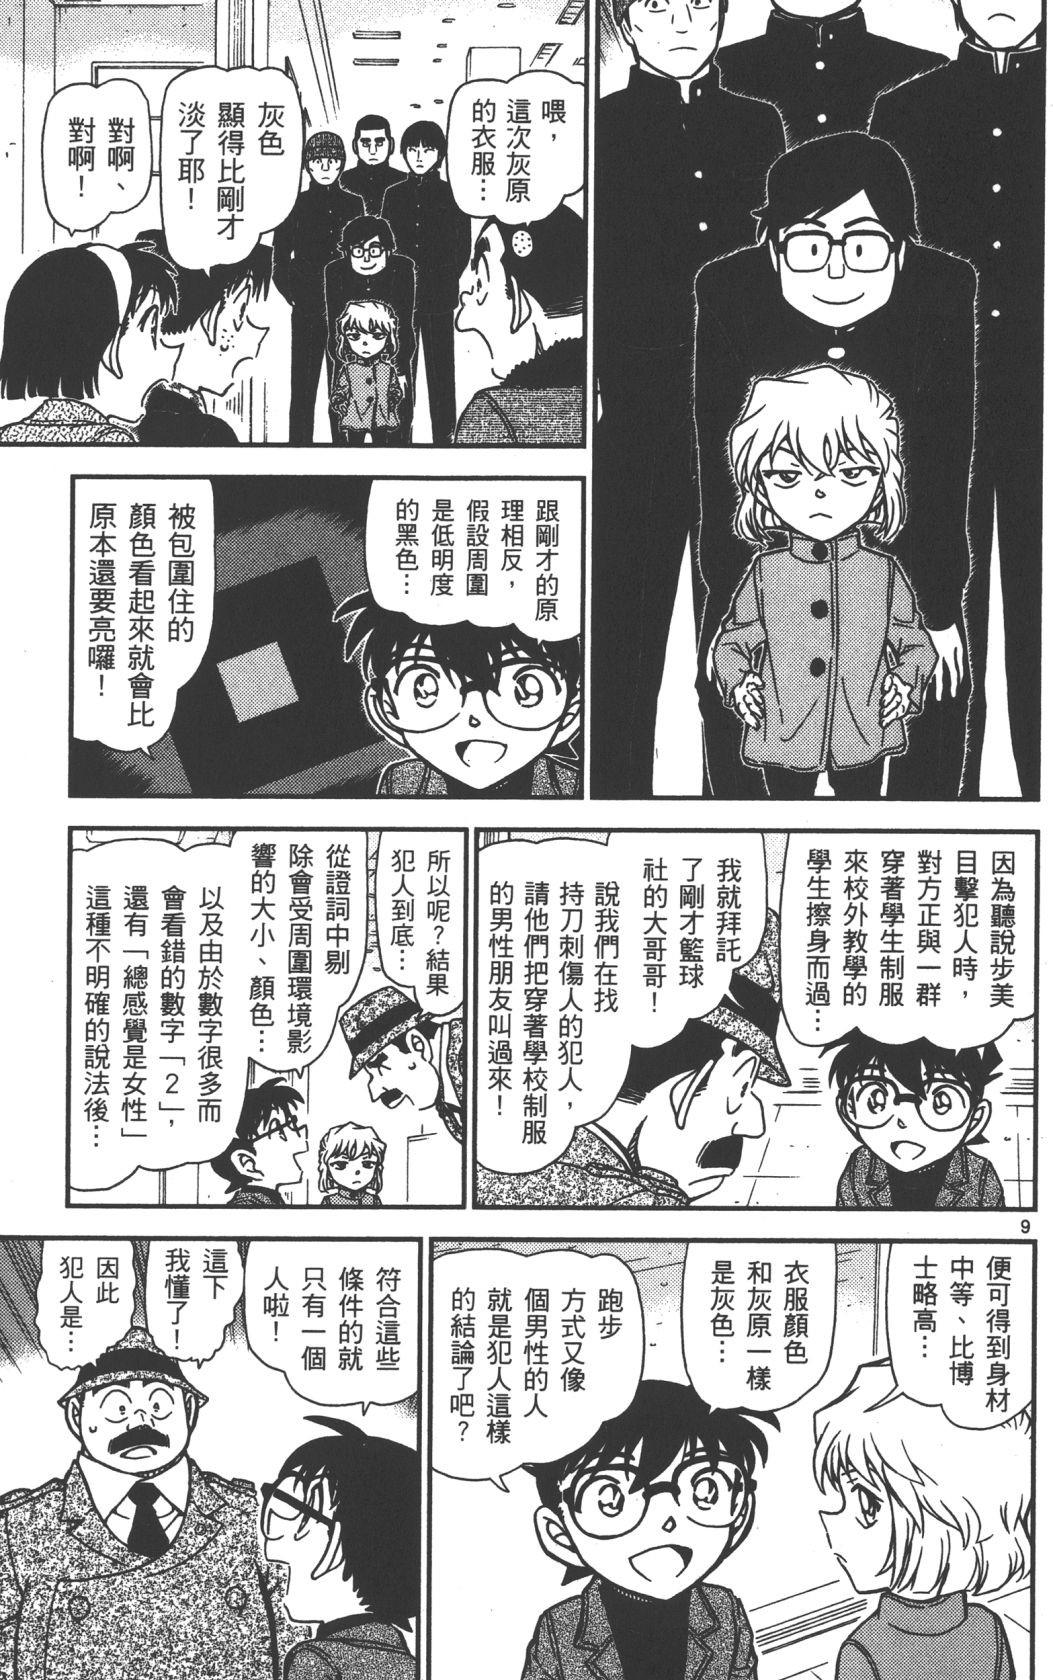 喂，
這次灰原
的衣服…
灰色
顯得比剛才
淡了耶！
對啊、
對啊！
跟剛才的原
理相反，
假設周圍
是低明度
的黑色…
被包圍住的
顏色看起來就會比
原本還要亮囉！
因為聽說步美
目擊犯人時，
對方正與一群
穿著學生制服
來校外教學的
學生擦身而過…
我就拜託
了剛才籃球
社的大哥哥！
說我們在找
持刀刺傷人的犯人，
請他們把穿著學校制服
的男性朋友叫過來！
所以呢？結果
犯人到底…
從證詞中剔
除會受周圍環境影
響的大小、顏色…
以及由於數字很多而
會看錯的數字「２」，
還有「總感覺是女性」
這種不明確的說法後…
9
便可得到身材
中等、比博
士略高…
衣服顏色
和灰原一樣
是灰色…
跑步
方式又像
個男性的人
就是犯人這樣
的結論了吧？
符合這些
條件的就
只有一個
人啦！
這下
我懂了！
因此
犯人是…